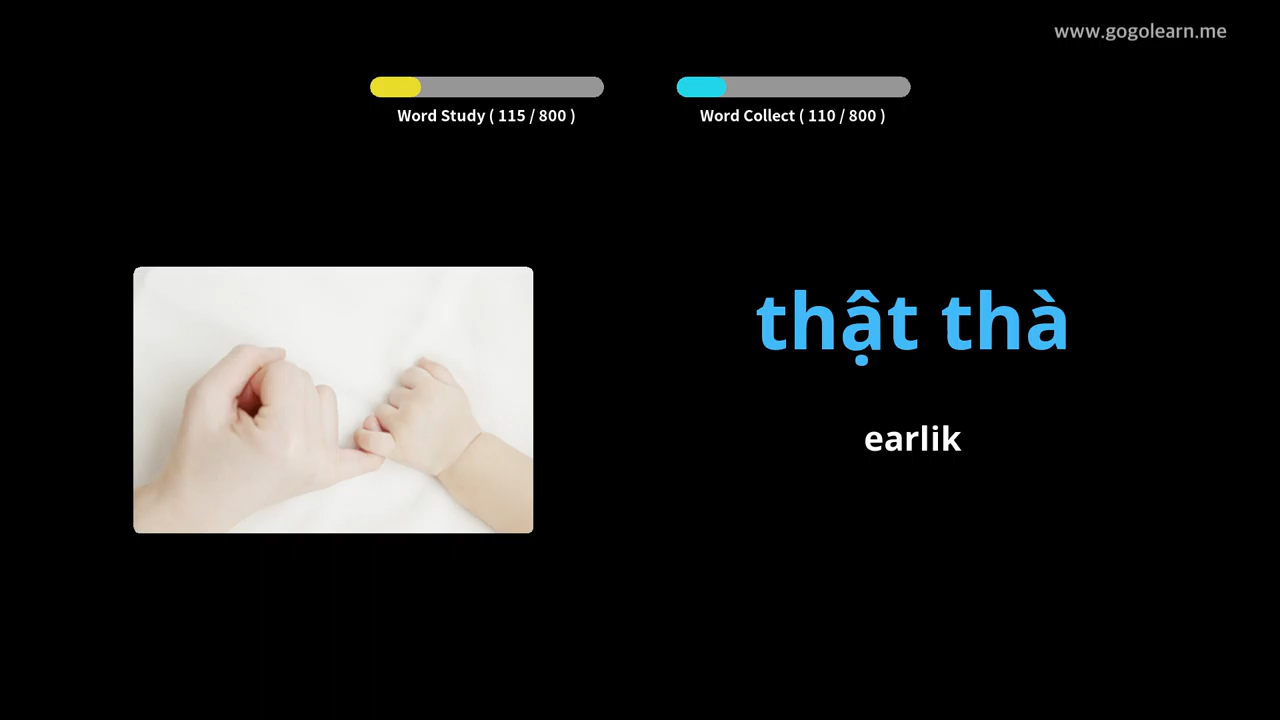 www.gogolearn.me
Word Study ( 115 / 800 )
Word Collect ( 110 / 800 )
thật thà
earlik